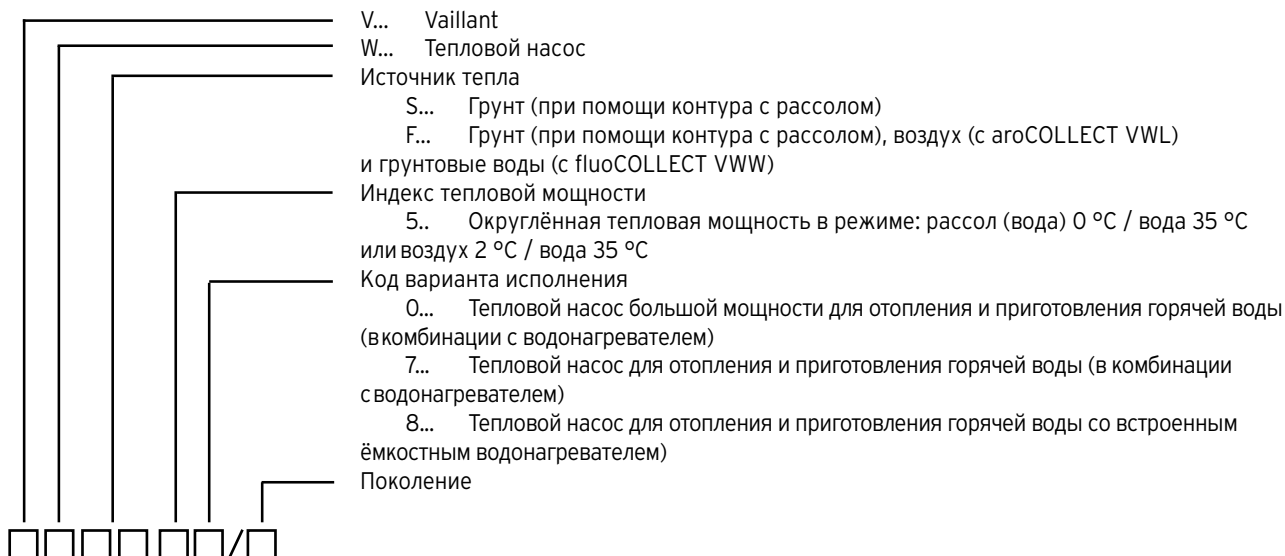 V... Vaillant
W... Тепловой насос
Источник тепла
S... Грунт (при помощи контура с рассолом)
F... Грунт (при помощи контура с рассолом), воздух (с aroCOLLECT VWL)
и грунтовые воды (с fluoCOLLECT VWW)
Индекс тепловой мощности
5.. Округлённая тепловая мощность в режиме: рассол (вода) 0 °C / вода 35 °C
или воздух 2 °C / вода 35 °C
Код варианта исполнения
0... Тепловой насос большой мощности для отопления и приготовления горячей воды
(в комбинации с водонагревателем)
7... Тепловой насос для отопления и приготовления горячей воды (в комбинации
с водонагревателем)
8... Тепловой насос для отопления и приготовления горячей воды со встроенным
ёмкостным водонагревателем)
Поколение
/